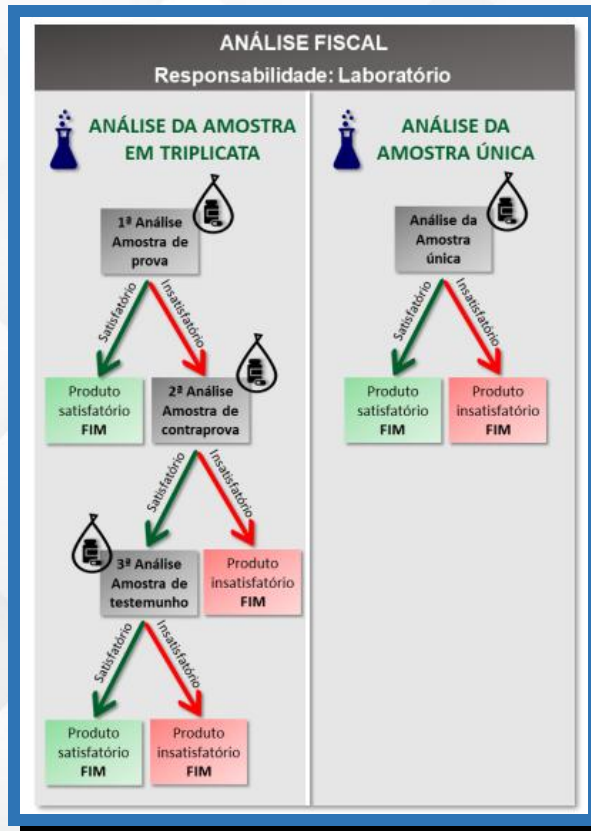 ANÁLISE FISCAL
Responsabilidade: Laboratório
ANÁLISE DA AMOSTRA
EM TRIPLICATA
1ª Análise
Amostra de
prova
Satisfatório
Insatisfatório
Produto
satisfatório
FIM
2ª Análise
Amostra de
contraprova
Satisfatório
Insatisfatório
3ª Análise
Amostra de
testemunho
Produto
insatisfatório
FIM
Satisfatório
Insatisfatório
Produto
satisfatório
FIM
Produto
insatisfatório
FIM
ANÁLISE DA
AMOSTRA ÚNICA
Análise da
Amostra
única
Satisfatório
Insatisfatório
Produto
satisfatório
FIM
Produto
insatisfatório
FIM